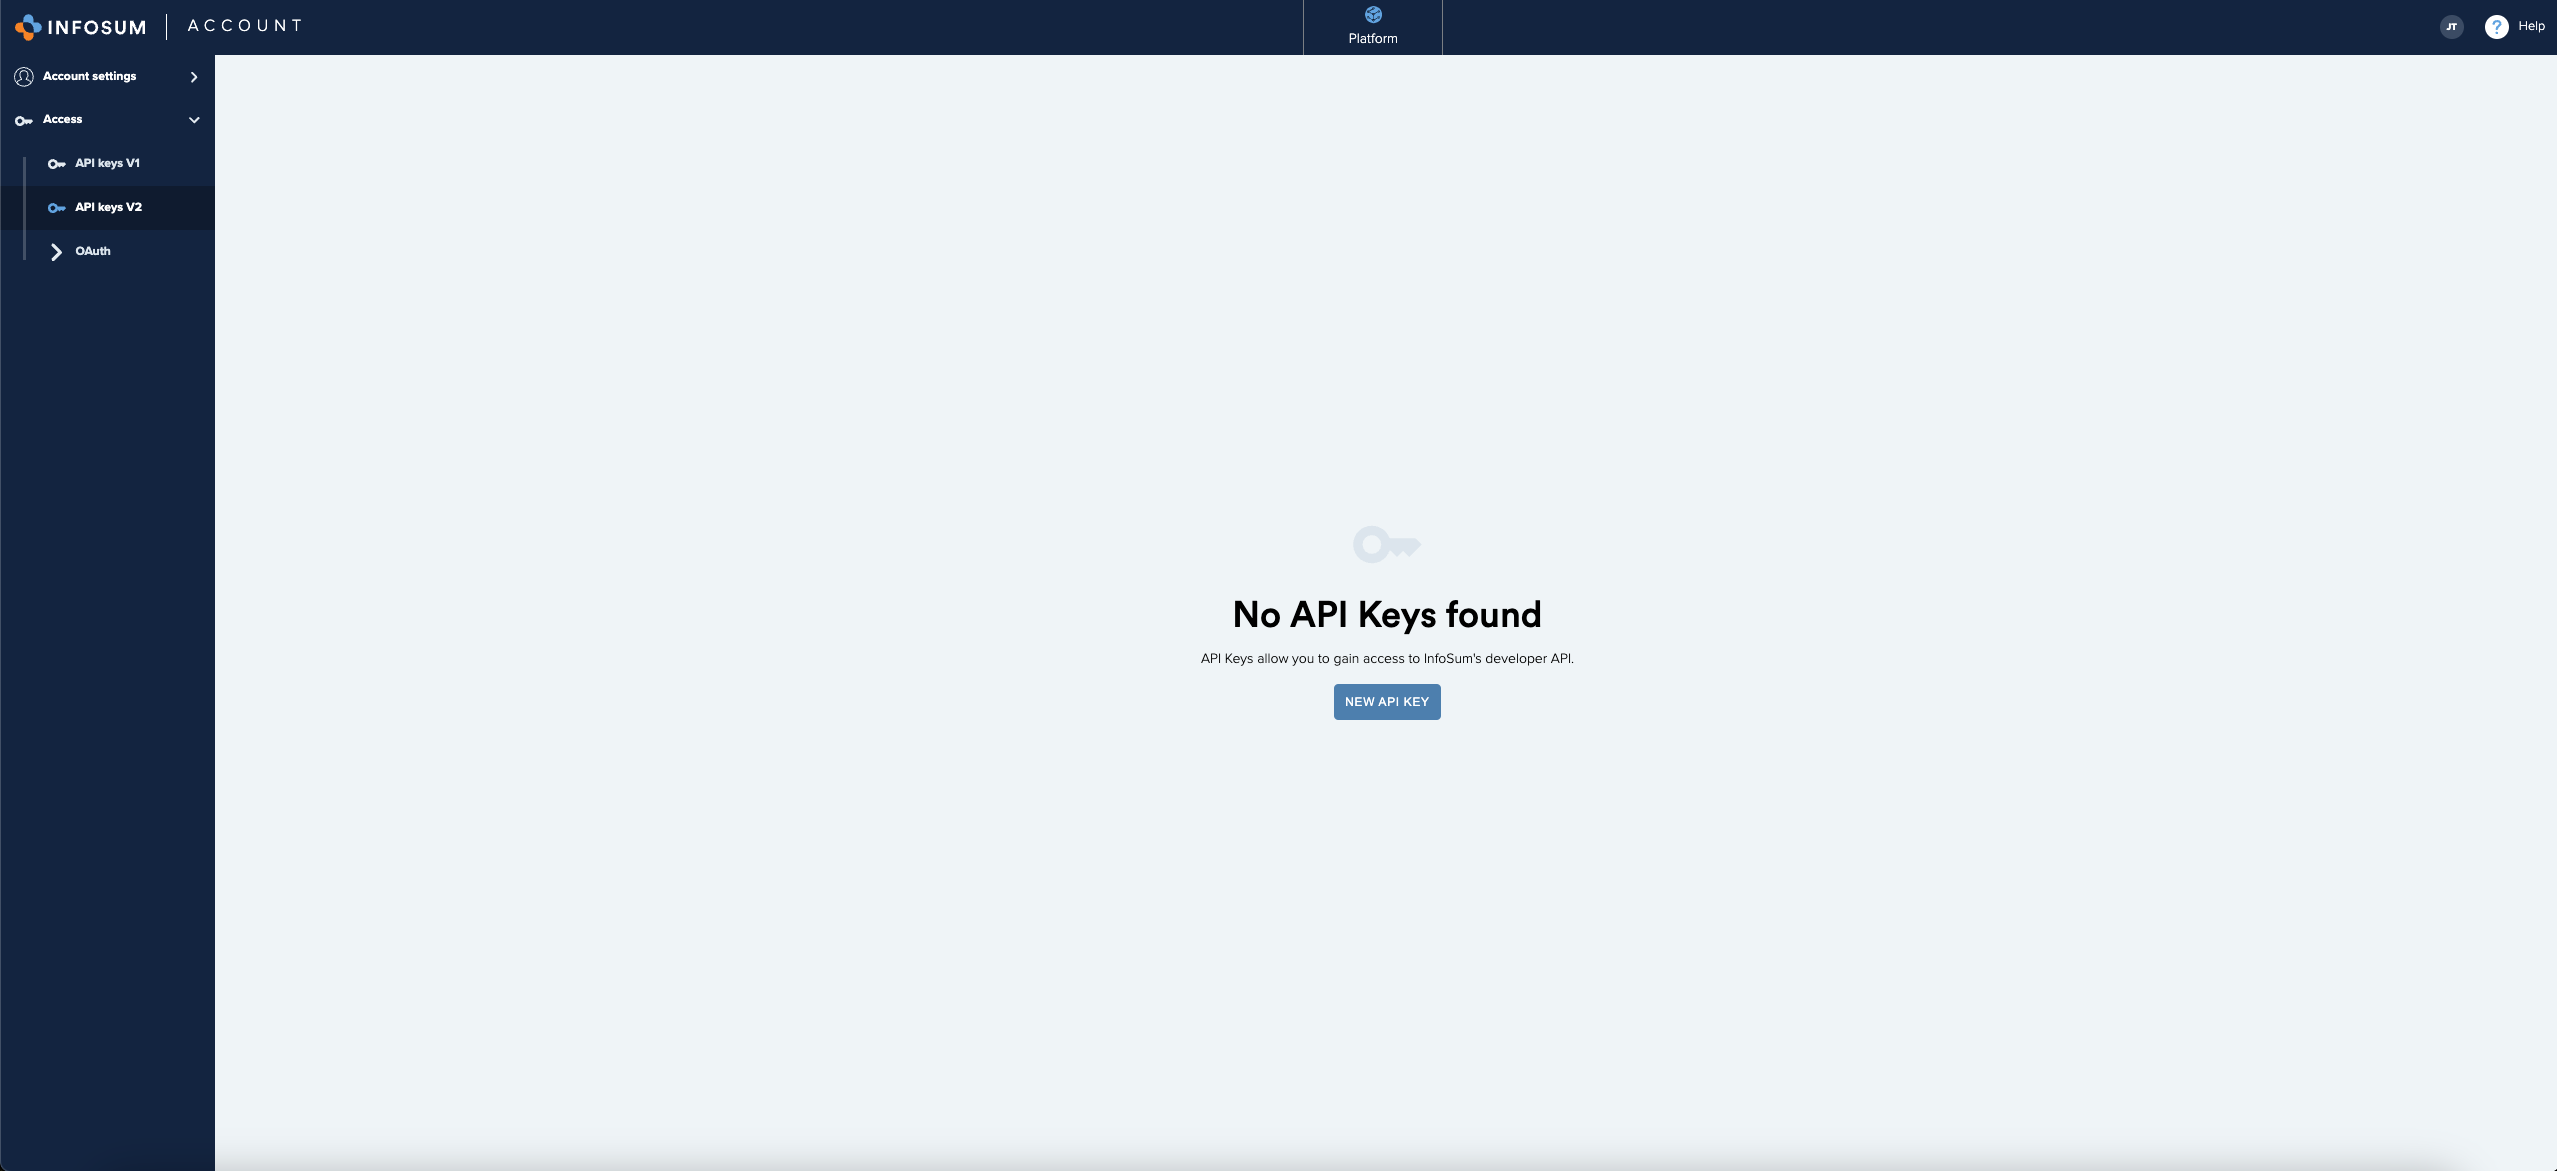 INFOSUM
ACCOUNT
Platform
JT
?
Help
Account settings
Access
API keys V1
API keys V2
OAuth
No API Keys found
API Keys allow you to gain access to InfoSum's developer API.
NEW API KEY